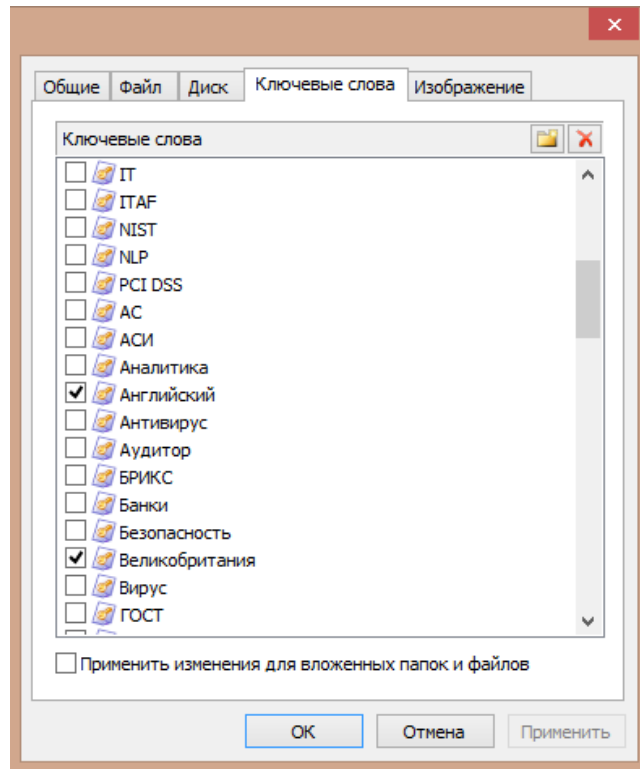 Общие Файл Диск Ключевые слова Изображение
Ключевые слова
IT
ITAF
NIST
NLP
PCI DSS
АС
АСИ
Аналитика
Английский
Антивирус
Аудитор
БРИКС
Банки
Безопасность
Великобритания
Вирус
ГОСТ
Применить изменения для вложенных папок и файлов
ОК Отмена Применить